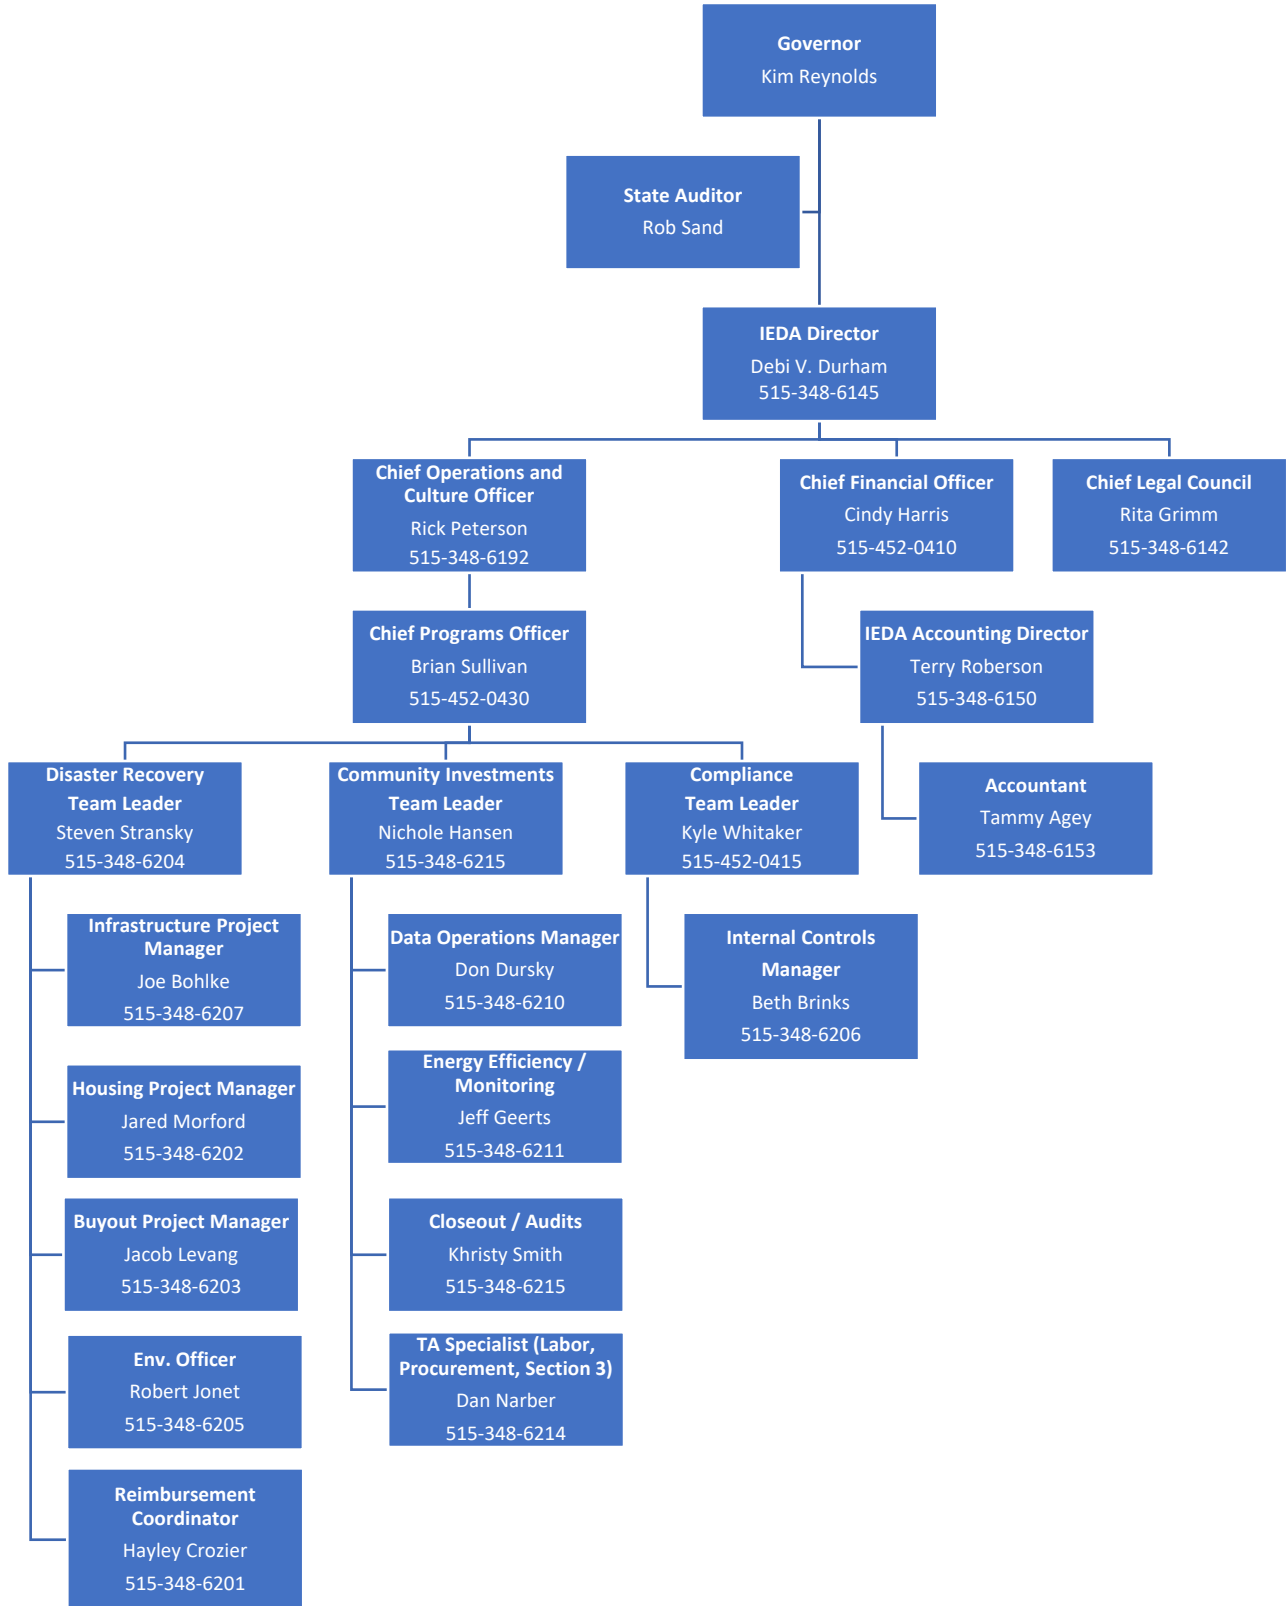 Governor
Kim Reynolds
State Auditor
Rob Sand
IEDA Director
Debi V. Durham
515-348-6145
Chief Operations and
Culture Officer
Rick Peterson
515-348-6192
Chief Financial Officer
Cindy Harris
515-452-0410
Chief Legal Council
Rita Grimm
515-348-6142
Chief Programs Officer
Brian Sullivan
515-452-0430
IEDA Accounting Director
Terry Roberson
515-348-6150
Disaster Recovery
Team Leader
Steven Stransky
515-348-6204
Community Investments
Team Leader
Nichole Hansen
515-348-6215
Compliance
Team Leader
Kyle Whitaker
515-452-0415
Accountant
Tammy Agey
515-348-6153
Infrastructure Project
Manager
Joe Bohlke
515-348-6207
Data Operations Manager
Don Dursky
515-348-6210
Internal Controls
Manager
Beth Brinks
515-348-6206
Housing Project Manager
Jared Morford
515-348-6202
Energy Efficiency /
Monitoring
Jeff Geerts
515-348-6211
Buyout Project Manager
Jacob Levang
515-348-6203
Closeout / Audits
Khristy Smith
515-348-6215
Env. Officer
Robert Jonet
515-348-6205
TA Specialist (Labor,
Procurement, Section 3)
Dan Narber
515-348-6214
Reimbursement
Coordinator
Hayley Crozier
515-348-6201